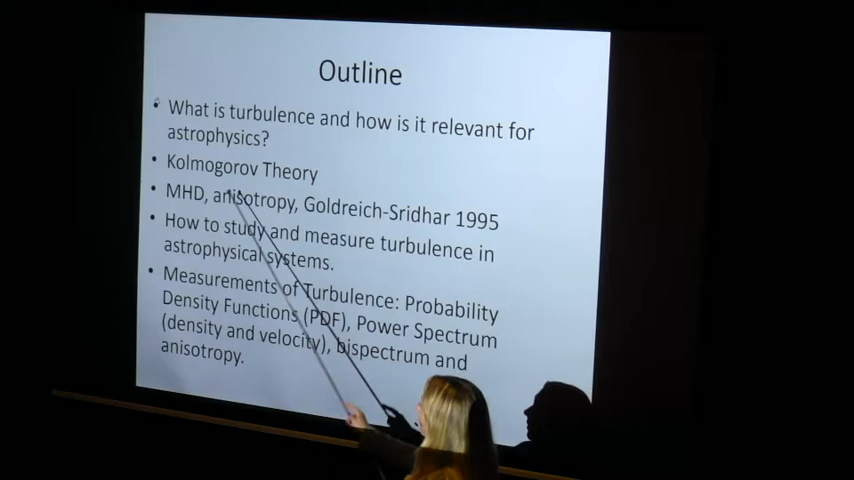 Outline
• What is turbulence and how is it relevant for
astrophysics?
• Kolmogorov Theory
• MHD, anisotropy, Goldreich-Sridhar 1995
• How to study and measure turbulence in
astrophysical systems.
• Measurements of Turbulence: Probability
Density Functions (PDF), Power Spectrum
(density and velocity), bispectrum and
anisotropy.